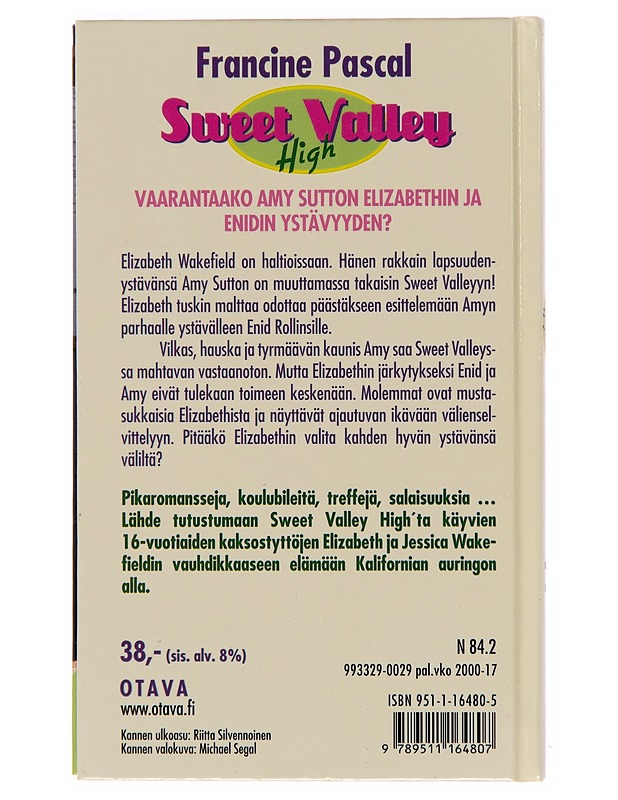 Francine Pascal
Sweet Valley
High
VAARANTAAKO AMY SUTTON ELIZABETHIN JA
ENIDIN YSTÄVYYDEN?
Elizabeth Wakefield on haltioissaan. Hänen rakkain lapsuuden-
ystävänsä Amy Sutton on muuttamassa takaisin Sweet Valleyyn!
Elizabeth tuskin malttaa odottaa päästäkseen esittelemään Amyn
parhaalle ystävälleen Enid Rollinsille.
Vilkas, hauska ja tyrmäävän kaunis Amy saa Sweet Valleys-
sa mahtavan vastaanoton. Mutta Elizabethin järkytykseksi Enid ja
Amy eivät tulekaan toimeen keskenään. Molemmat ovat musta-
sukkaisia Elizabethista ja näyttävät ajautuvan ikävään väliensel-
vittelyyn. Pitääkö Elizabethin valita kahden hyvän ystävänsä
väliltä?
Pikaromansseja, koulubileitä, treffejä, salaisuuksia ...
Lähde tutustumaan Sweet Valley High´ta käyvien
16-vuotiaiden kaksostyttöjen Elizabeth ja Jessica Wake-
fieldin vauhdikkaaseen elämään Kalifornian auringon
alla.
38,- (sis. alv. 8%)
OTAVA
www.otava.fi
Kannen ulkoasu: Riitta Silvennoinen
Kannen valokuva: Michael Segal
N 84.2
993329-0029 pal.vko 2000-17
ISBN 951-1-16480-5
9 789511 164807